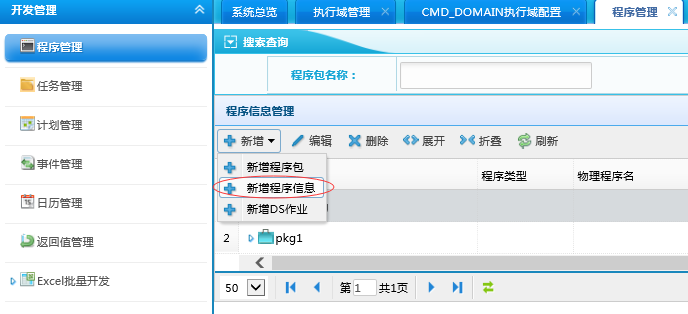 开发管理
程序管理
任务管理
计划管理
事件管理
日历管理
返回值管理
Excel批量开发
系统总览 执行域管理 CMD_DOMAIN执行域配置 程序管理
搜索查询
程序包名称：
程序信息管理
新增 编辑 删除 展开 折叠 刷新
新增程序包
新增程序信息
新增DS作业
程序类型 物理程序名
2 pkg1
50 第 1 共1页